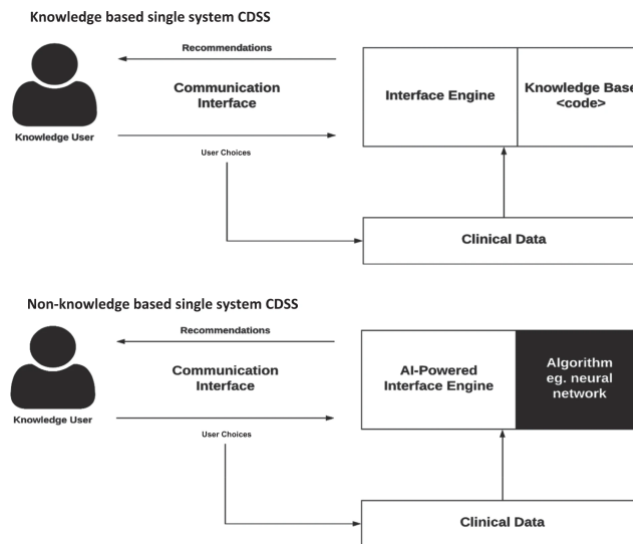 Knowledge based single system CDSS
Recommendations
Communication
Interface
Knowledge User
User Choices
Interface Engine
Knowledge Base
<code>
Clinical Data
Non-knowledge based single system CDSS
Recommendations
Communication
Interface
Knowledge User
User Choices
AI-Powered
Interface Engine
Algorithm
eg. neural
network
Clinical Data